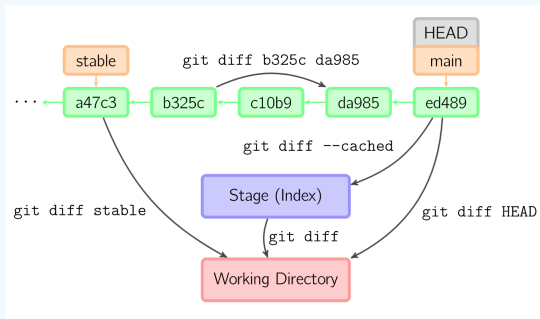 HEAD
stable
git diff b325c da985
main
...
a47c3
b325c
c10b9
da985
ed489
git diff --cached
Stage (Index)
git diff stable
git diff HEAD
git diff
Working Directory